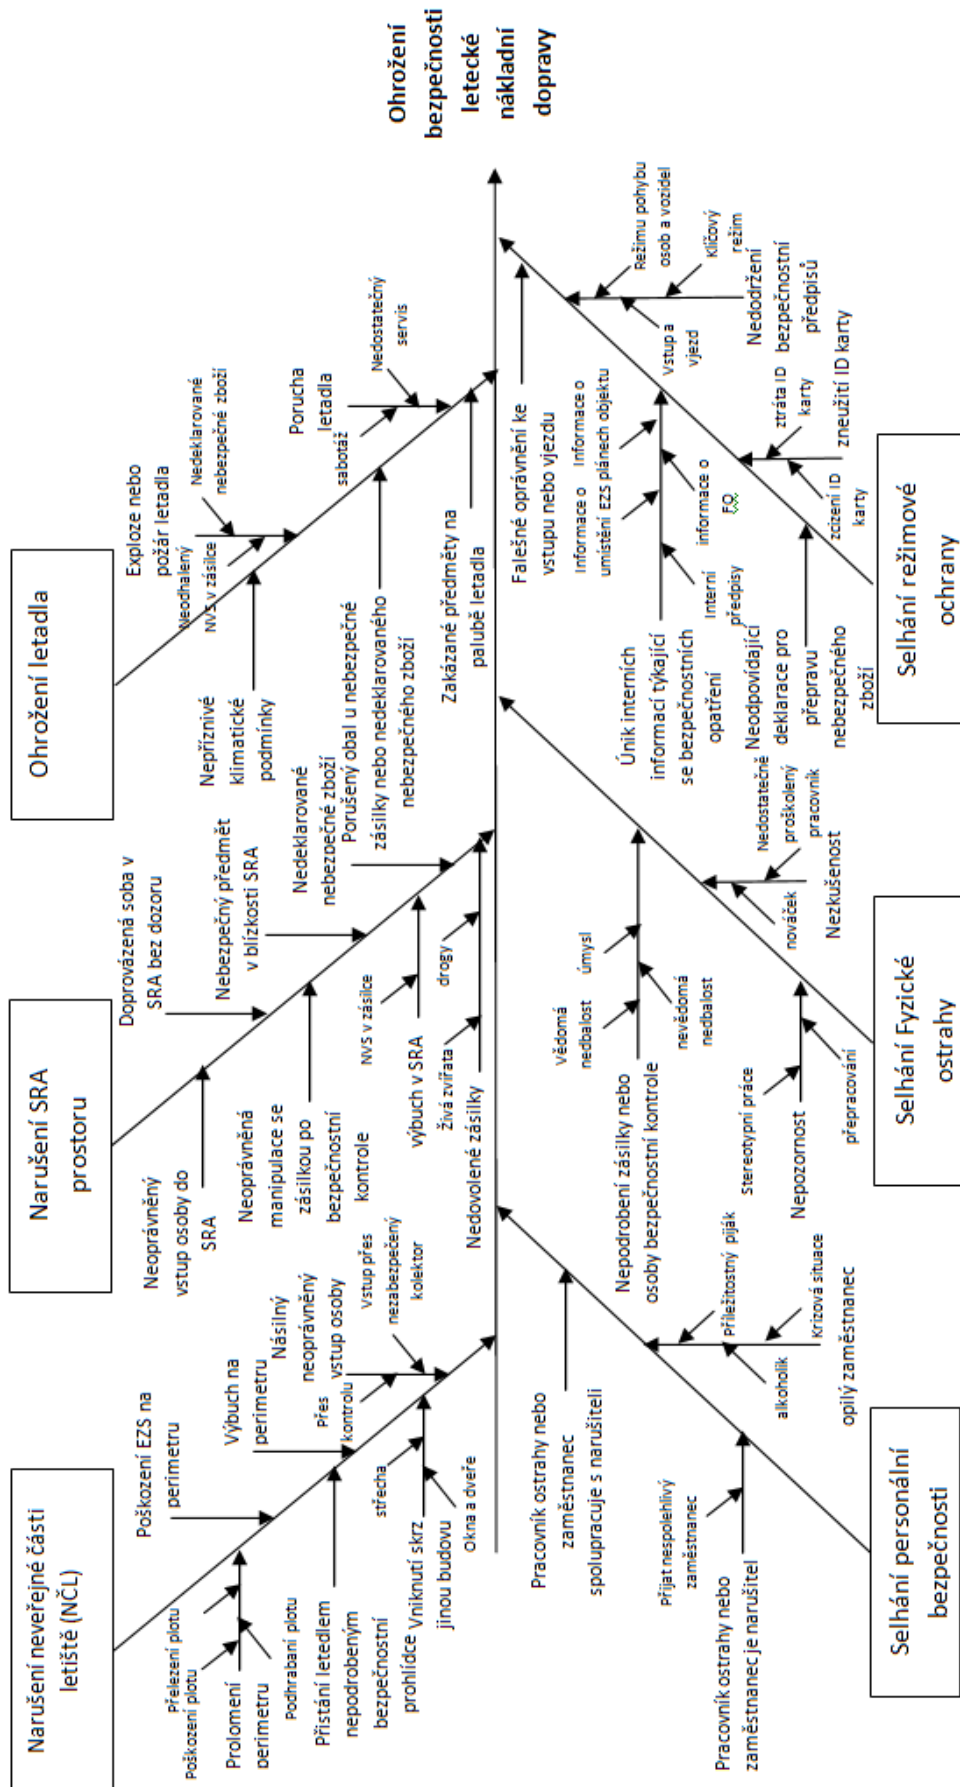 Narušení neveřejné části
letiště (NČL)
Poškození EZS na
perimetru
Výbuch na
perimetru
Násilný
neoprávněný
vstup osoby
Přes
kontrolu
Vstup přes
nezabezpečený
kolektor
Přelezení plotu
Poškození plotu
Prolomení
perimetru
Podhrabaní plotu
Přistání letedlem
nepodrobeným
bezpečnostní
prohlídce
střecha
Vniknutí skrz
jinou budovu
Okna a dveře
Narušení SRA
prostoru
Doprovázená soba v
SRA bez dozoru
Nebezpečný předmět
v blízkosti SRA
Nedeklarované
nebezpečné zboží
Neoprávněný
vstup osoby do
SRA
Neoprávněná
manipulace se
zásilkou po
bezpečnostní
kontrole
NVS v zásilce
výbuch v SRA
drogy
Živá zvířata
Nedovolené zásilky
Ohrožení letadla
Exploze nebo
požár letadla
Nedeklarované
nebezpečné zboží
Neodhalený
NVS v zásilce
Porucha
letadla
sabotáž
Nedostatečný
servis
Nepříznivé
klimatické
podmínky
Porušený obal u nebezpečné
zásilky nebo nedeklarovaného
nebezpečného zboží
Zakázané předměty na
palubě letadla
Ohrožení
bezpečnosti
letecké
nákladní
dopravy
Pracovník ostrahy nebo
zaměstnanec
spolupracuje s narušiteli
Přijat nespolehlivý
zaměstnanec
Pracovník ostrahy nebo
zaměstnanec je narušitel
Příležitostný piják
alkoholik
Krizová situace
opilý zaměstnanec
Selhání personální
bezpečnosti
Nepodrobení zásilky nebo
osoby bezpečnostní kontrole
Vědomá
nedbalost
úmysl
nevědomá
nedbalost
Stereotypní práce
Nepozornost
přepracování
nováček
Nedostatečně
proškolený
pracovník
Nezkušenost
Selhání Fyzické
ostrahy
Falešné oprávnění ke
vstupu nebo vjezdu
Informace o
umístění EZS
Informace o
plánech objektu
Únik interních
informací týkající
se bezpečnostních
opatření
Interní
předpisy
informace o
FO
Režimu pohybu
osob a vozidel
Vstup a
vjezd
Klíčový
režim
Nedodržení
bezpečnostní
předpisů
Neodpovídající
deklarace pro
přepravu
nebezpečného
zboží
ztráta ID
karty
zcizení ID
karty
zneužití ID karty
Selhání režimové
ochrany